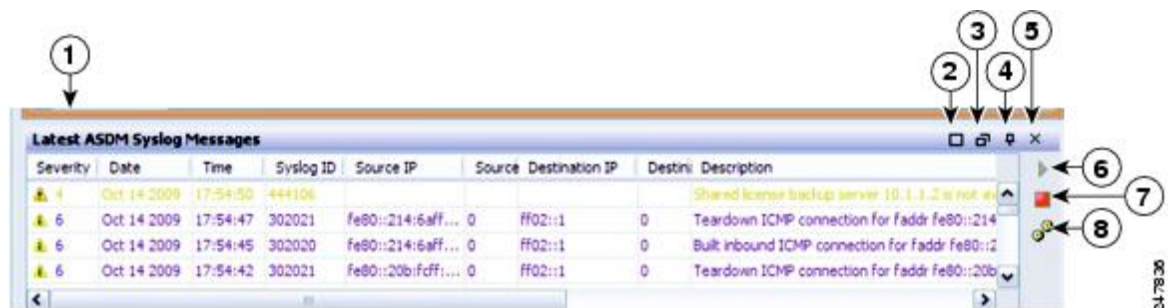 3 5
1 2 4
Latest ASDM Syslog Messages
Severity Date Time Syslog ID Source IP Source Destination IP Destin: Description
4 Oct 14 2009 17:54:50 444106 Shared license backup server 10.1.1.2 is not
6 Oct 14 2009 17:54:47 302021 fe80::214:6aff... 0 ff02::1 0 Teardown ICMP connection for faddr fe80::214
6 Oct 14 2009 17:54:45 302020 fe80::214:6aff... 0 ff02::1 0 Built inbound ICMP connection for faddr fe80::2
6 Oct 14 2009 17:54:42 302021 fe80::20b:fcff:... 0 ff02::1 0 Teardown ICMP connection for faddr fe80::20b
6
7
8